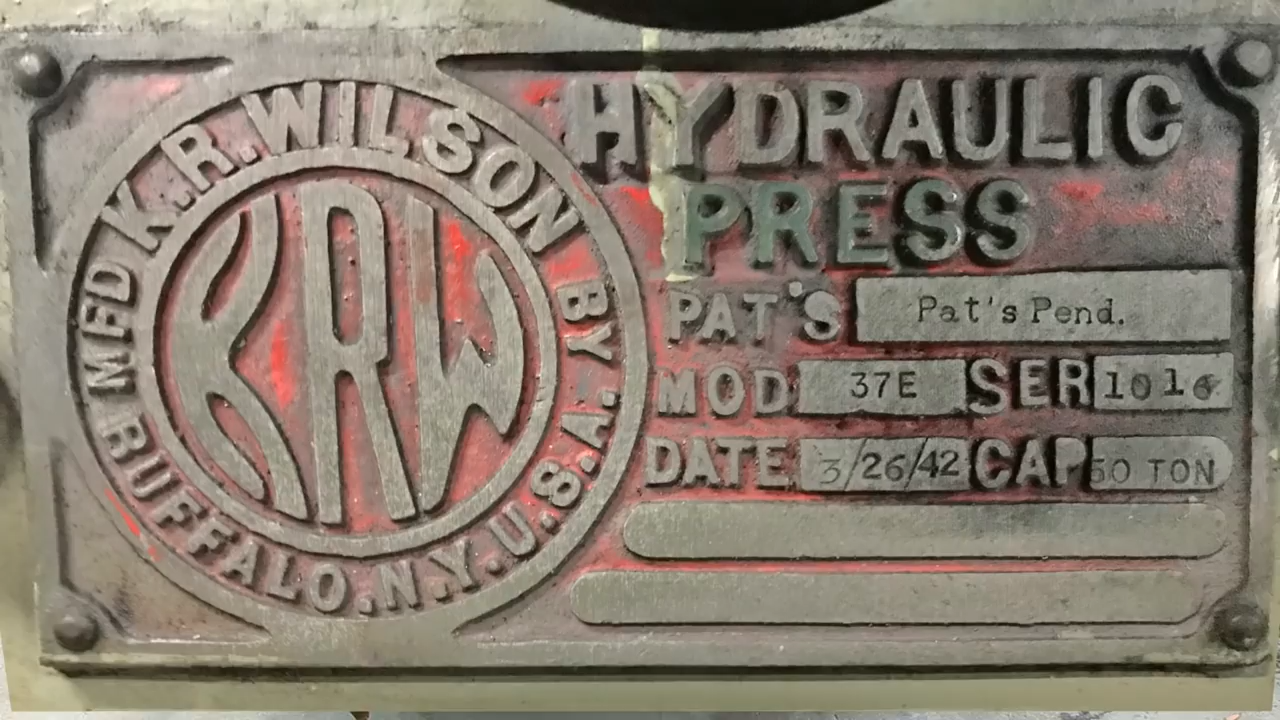 MFD BY K.R.WILSON
BUFFALO.N.Y.U.S.A.
KRW
HYDRAULIC
PRESS
PAT'S Pat's Pend.
MOD 37E SER 1016
DATE 3/26/42 CAP 50 TON